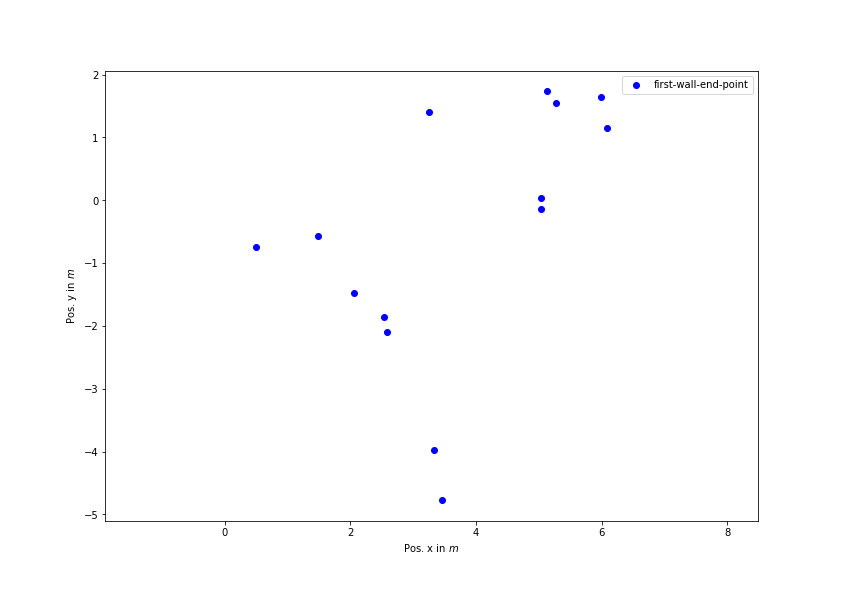 first-wall-end-point
2
1
0
−1
−2
−3
−4
−5
Pos. y in m
0 2 4 6 8
Pos. x in m